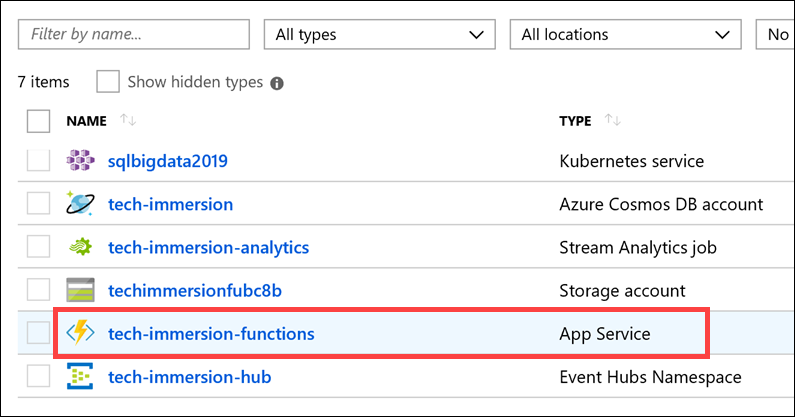 Filter by name... All types All locations No
7 items Show hidden types
NAME TYPE
sqlbigdata2019 Kubernetes service
tech-immersion Azure Cosmos DB account
tech-immersion-analytics Stream Analytics job
techimmersionfubc8b Storage account
tech-immersion-functions App Service
tech-immersion-hub Event Hubs Namespace